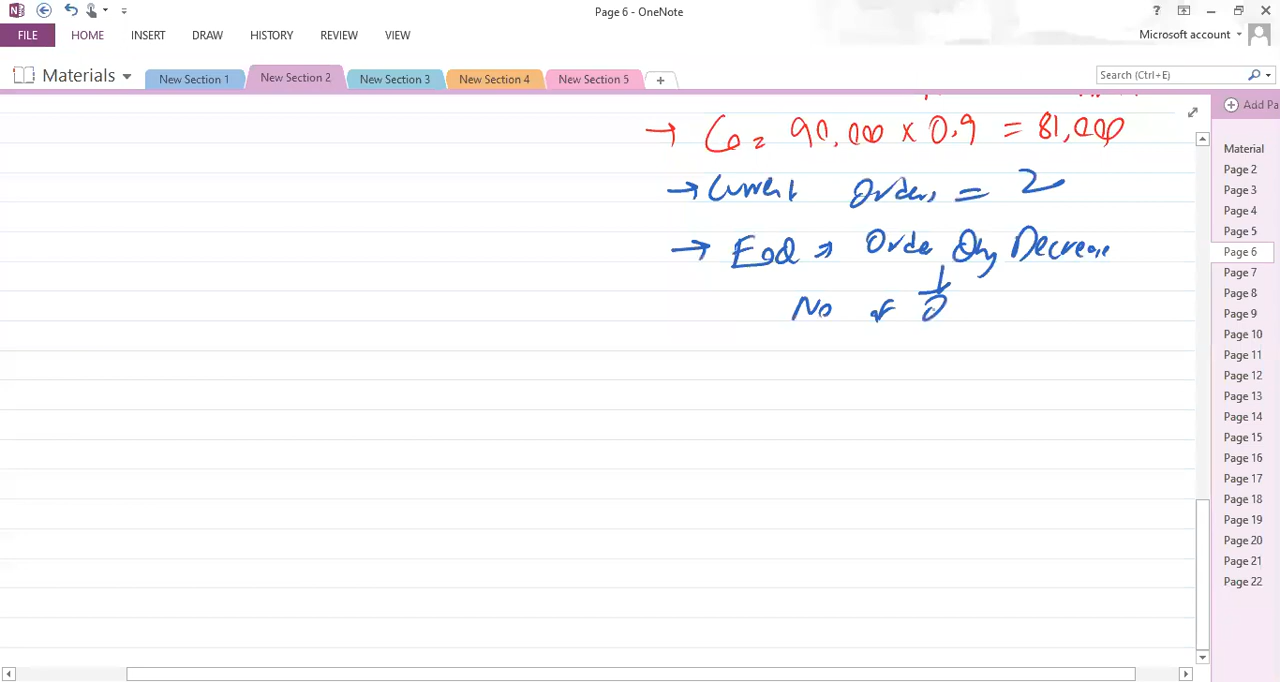 Page 6 - OneNote
?
FILE HOME INSERT DRAW HISTORY REVIEW VIEW
Microsoft account
Materials
New Section 1 New Section 2 New Section 3 New Section 4 New Section 5 +
Search (Ctrl+E)
Add Pa
→ Co = 90,000 × 0.9 = 81,000
→ Current Orders = 2
→ EOQ ⇒ Order Qty Decrease
↓
No of O
Material
Page 2
Page 3
Page 4
Page 5
Page 6
Page 7
Page 8
Page 9
Page 10
Page 11
Page 12
Page 13
Page 14
Page 15
Page 16
Page 17
Page 18
Page 19
Page 20
Page 21
Page 22